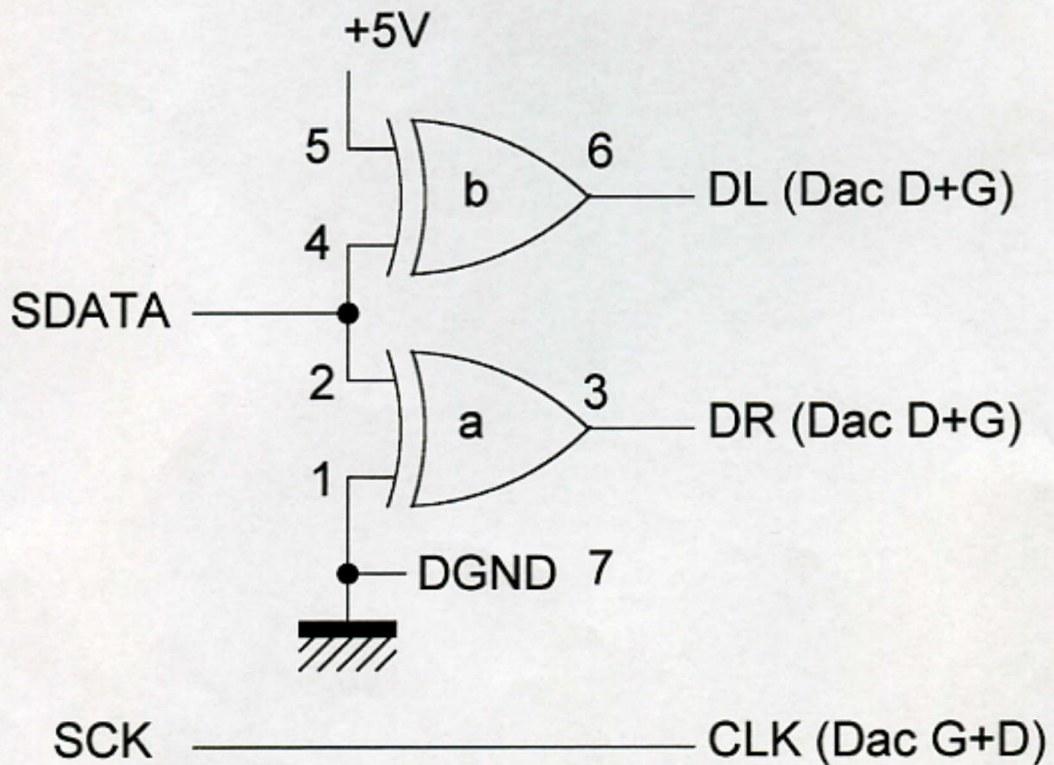 +5V
5
6
b
DL (Dac D+G)
4
SDATA
2
3
a
DR (Dac D+G)
1
DGND 7
SCK
CLK (Dac G+D)